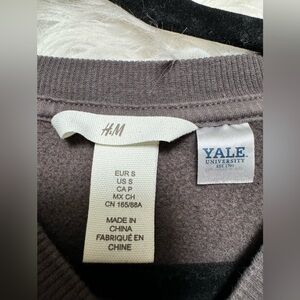 H&M
EUR S
US S
CA P
MX CH
CN 165/88A
MADE IN
CHINA
FABRIQUÉ EN
CHINE
YALE
UNIVERSITY
EST. 1701